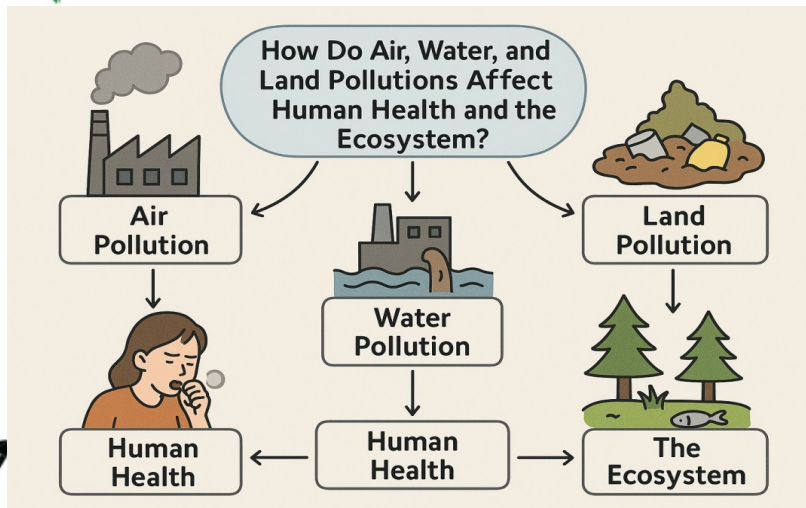 How Do Air, Water, and
Land Pollutions Affect
Human Health and the
Ecosystem?
Air
Pollution
Land
Pollution
Water
Pollution
Human
Health
Human
Health
The
Ecosystem